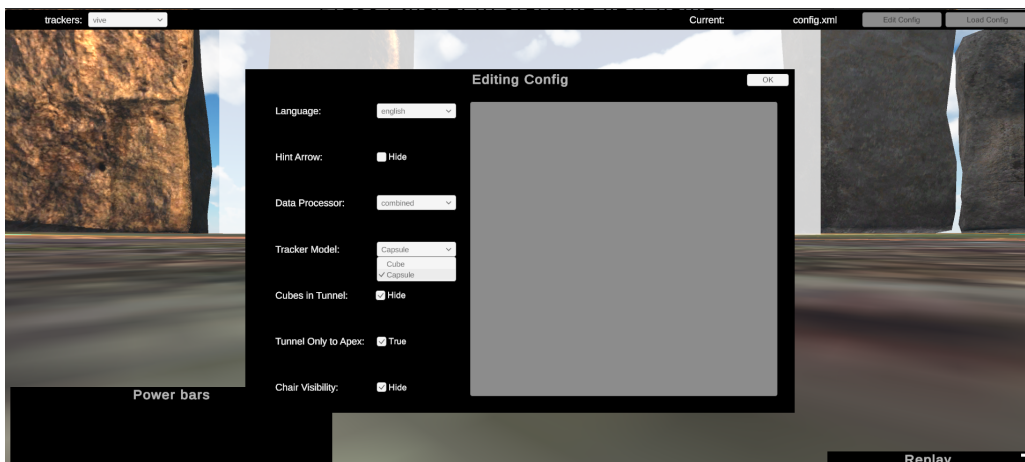 trackers: vive Current: config.xml Edit Config Load Config
Editing Config OK
Language: english
Hint Arrow: Hide
Data Processor: combined
Tracker Model: Capsule
Cube
Capsule
Cubes in Tunnel: Hide
Tunnel Only to Apex: True
Chair Visibility: Hide
Power bars
Replay